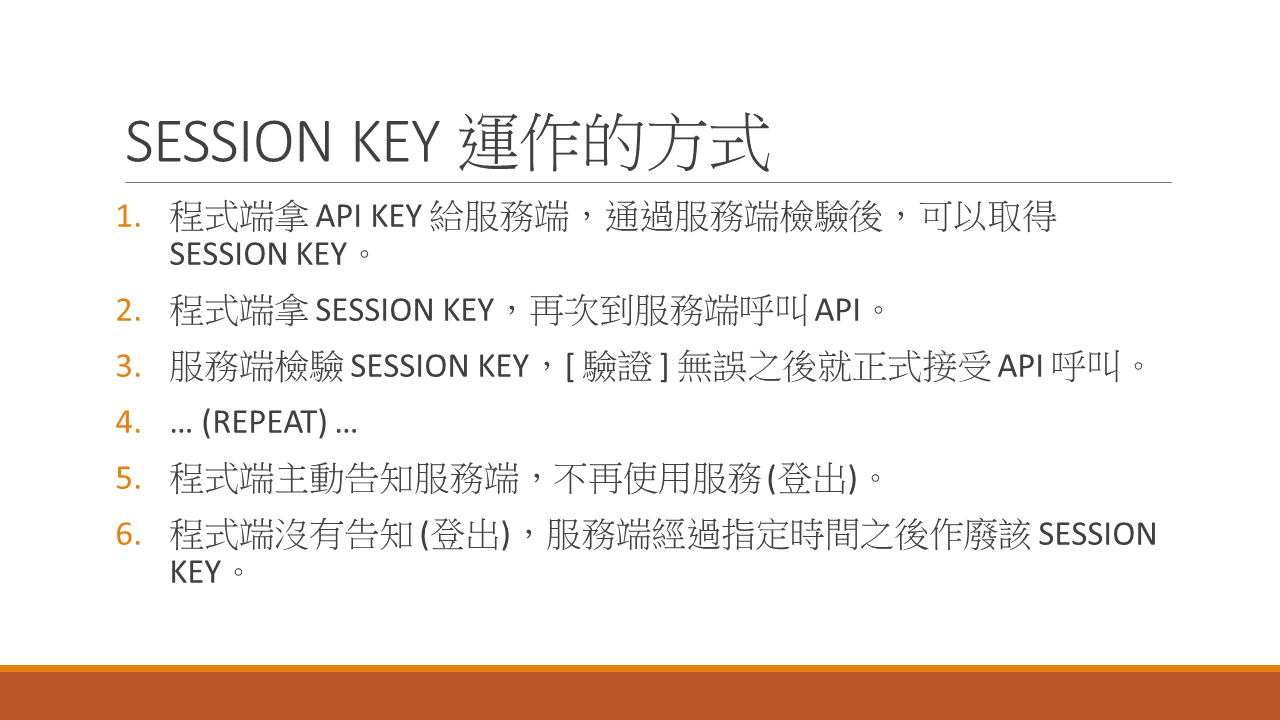 SESSION KEY 運作的方式
1. 程式端拿 API KEY 給服務端，通過服務端檢驗後，可以取得
SESSION KEY。
2. 程式端拿 SESSION KEY，再次到服務端呼叫 API。
3. 服務端檢驗 SESSION KEY，[ 驗證 ] 無誤之後就正式接受 API 呼叫。
4. … (REPEAT) …
5. 程式端主動告知服務端，不再使用服務 (登出)。
6. 程式端沒有告知 (登出)，服務端經過指定時間之後作廢該 SESSION
KEY。